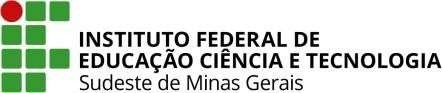 INSTITUTO FEDERAL DE
EDUCAÇÃO CIÊNCIA E TECNOLOGIA
Sudeste de Minas Gerais